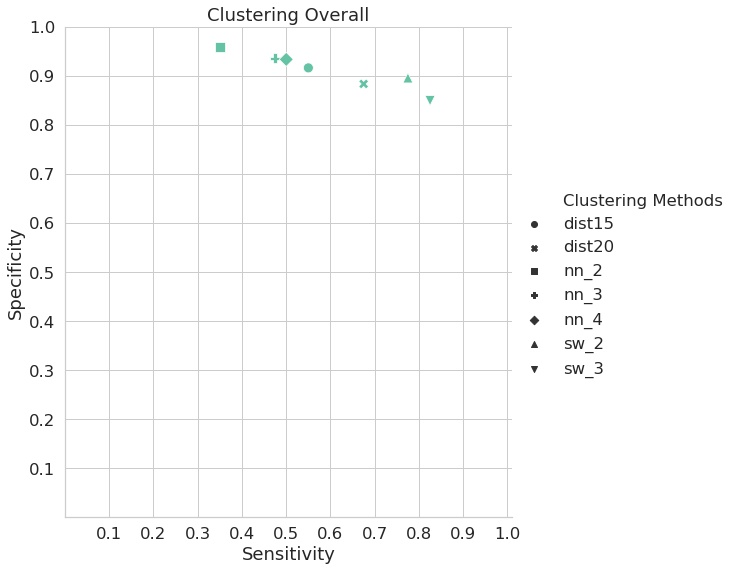 Clustering Overall
1.0
0.9
0.8
0.7
0.6
0.5
0.4
0.3
0.2
0.1
Specificity
0.1 0.2 0.3 0.4 0.5 0.6 0.7 0.8 0.9 1.0
Sensitivity
Clustering Methods
dist15
dist20
nn_2
nn_3
nn_4
sw_2
sw_3